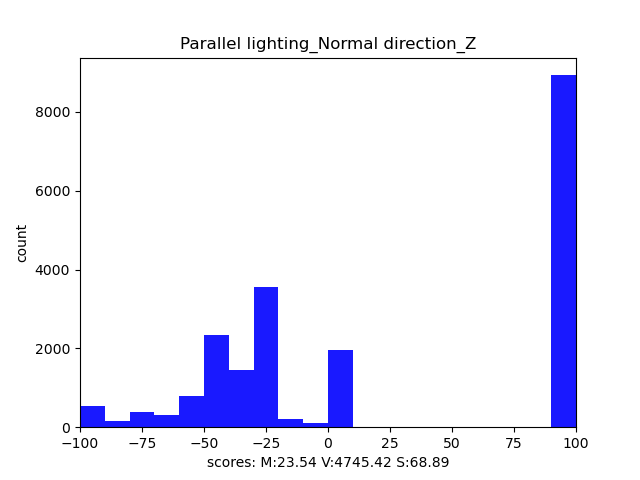 Parallel lighting_Normal direction_Z
8000
6000
4000
2000
0
count
−100 −75 −50 −25 0 25 50 75 100
scores: M:23.54 V:4745.42 S:68.89